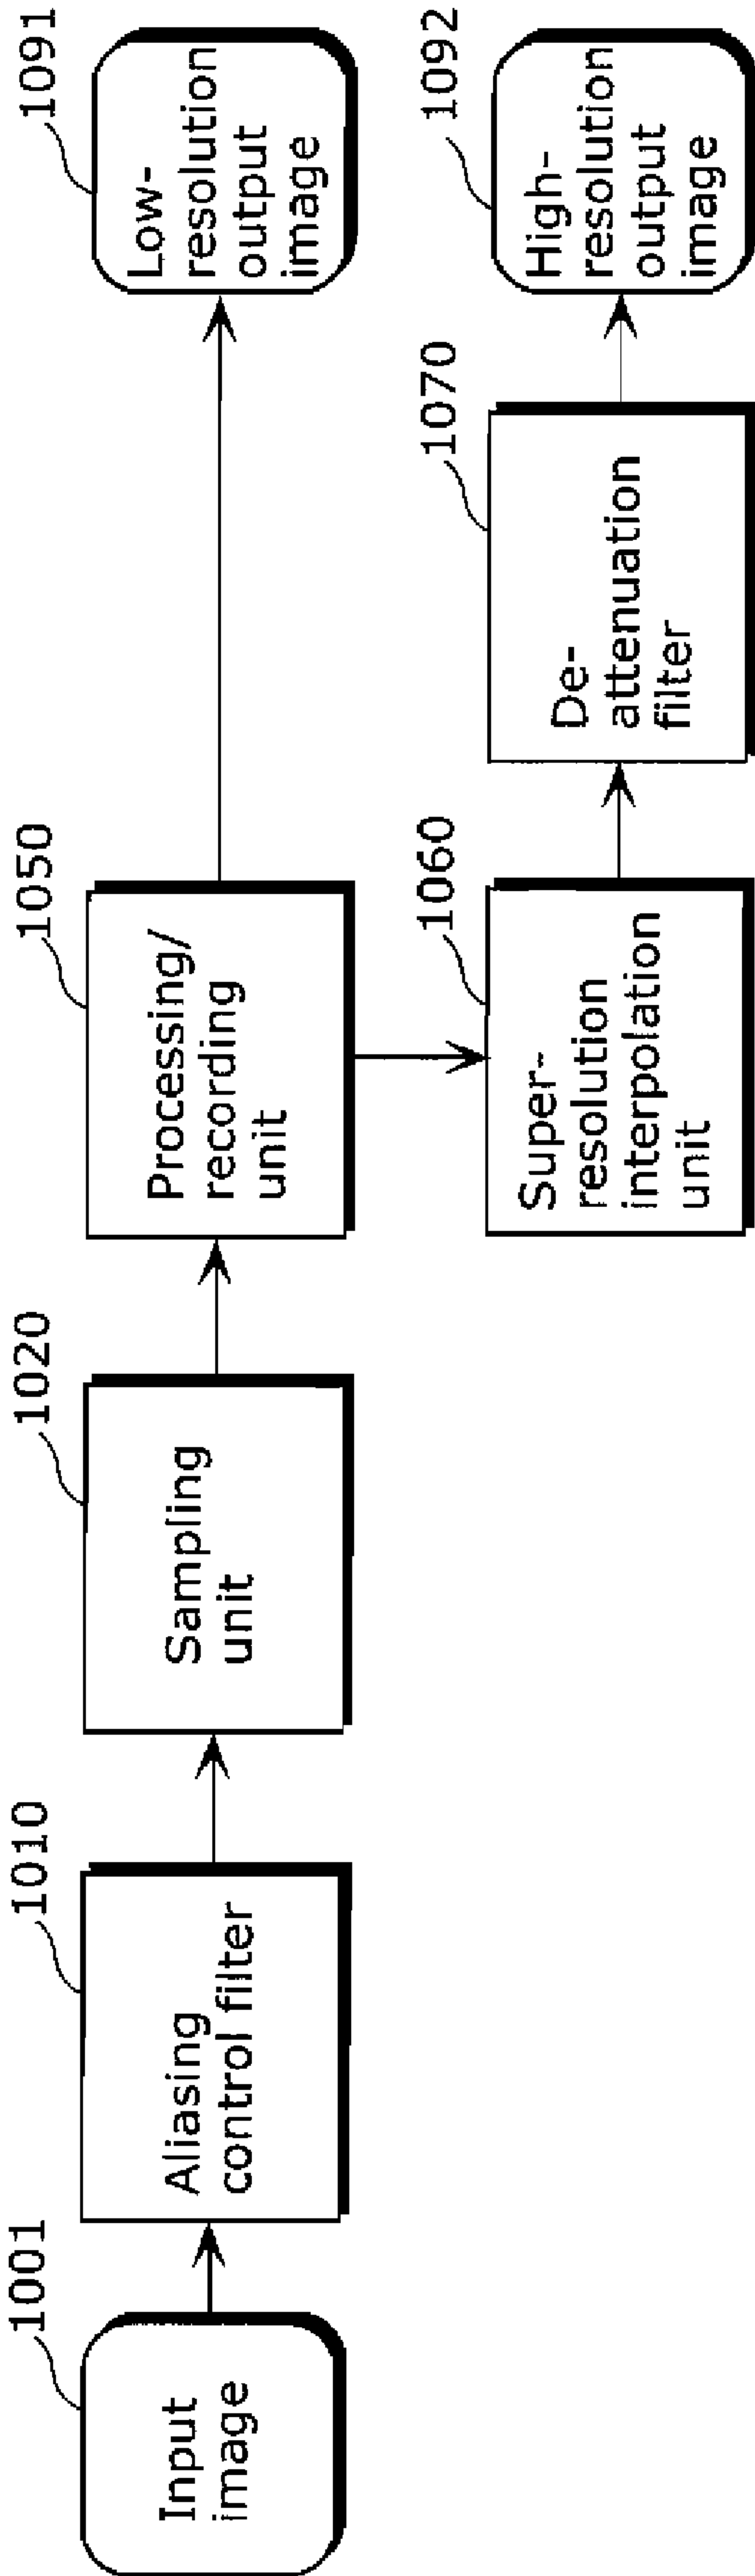 1001
Input
image
1010
Aliasing
control filter
1020
Sampling
unit
1050
Processing/
recording
unit
1091
Low-
resolution
output
image
1060
Super-
resolution
interpolation
unit
1070
De-
attenuation
filter
1092
High-
resolution
output
image